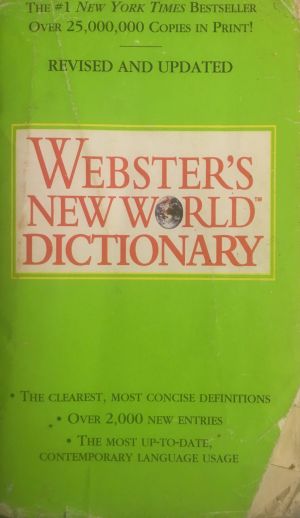 THE #1 NEW YORK TIMES BESTSELLER
OVER 25,000,000 COPIES IN PRINT!
REVISED AND UPDATED
WEBSTER'S
NEW WORLD™
DICTIONARY
• THE CLEAREST, MOST CONCISE DEFINITIONS
• OVER 2,000 NEW ENTRIES
• THE MOST UP-TO-DATE,
CONTEMPORARY LANGUAGE USAGE